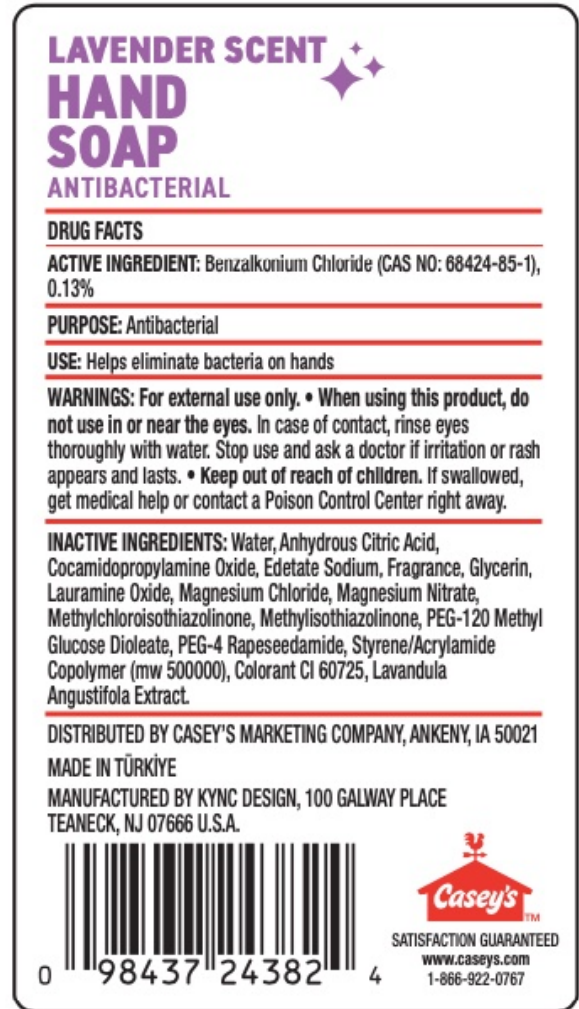 LAVENDER SCENT
HAND
SOAP
ANTIBACTERIAL
DRUG FACTS
ACTIVE INGREDIENT: Benzalkonium Chloride (CAS NO: 68424-85-1),
0.13%
PURPOSE: Antibacterial
USE: Helps eliminate bacteria on hands
WARNINGS: For external use only. • When using this product, do
not use in or near the eyes. In case of contact, rinse eyes
thoroughly with water. Stop use and ask a doctor if irritation or rash
appears and lasts. • Keep out of reach of children. If swallowed,
get medical help or contact a Poison Control Center right away.
INACTIVE INGREDIENTS: Water, Anhydrous Citric Acid,
Cocamidopropylamine Oxide, Edetate Sodium, Fragrance, Glycerin,
Lauramine Oxide, Magnesium Chloride, Magnesium Nitrate,
Methylchloroisothiazolinone, Methylisothiazolinone, PEG-120 Methyl
Glucose Dioleate, PEG-4 Rapeseedamide, Styrene/Acrylamide
Copolymer (mw 500000), Colorant CI 60725, Lavandula
Angustifola Extract.
DISTRIBUTED BY CASEY'S MARKETING COMPANY, ANKENY, IA 50021
MADE IN TÜRKİYE
MANUFACTURED BY KYNC DESIGN, 100 GALWAY PLACE
TEANECK, NJ 07666 U.S.A.
0 98437 24382 4
Casey's TM
SATISFACTION GUARANTEED
www.caseys.com
1-866-922-0767